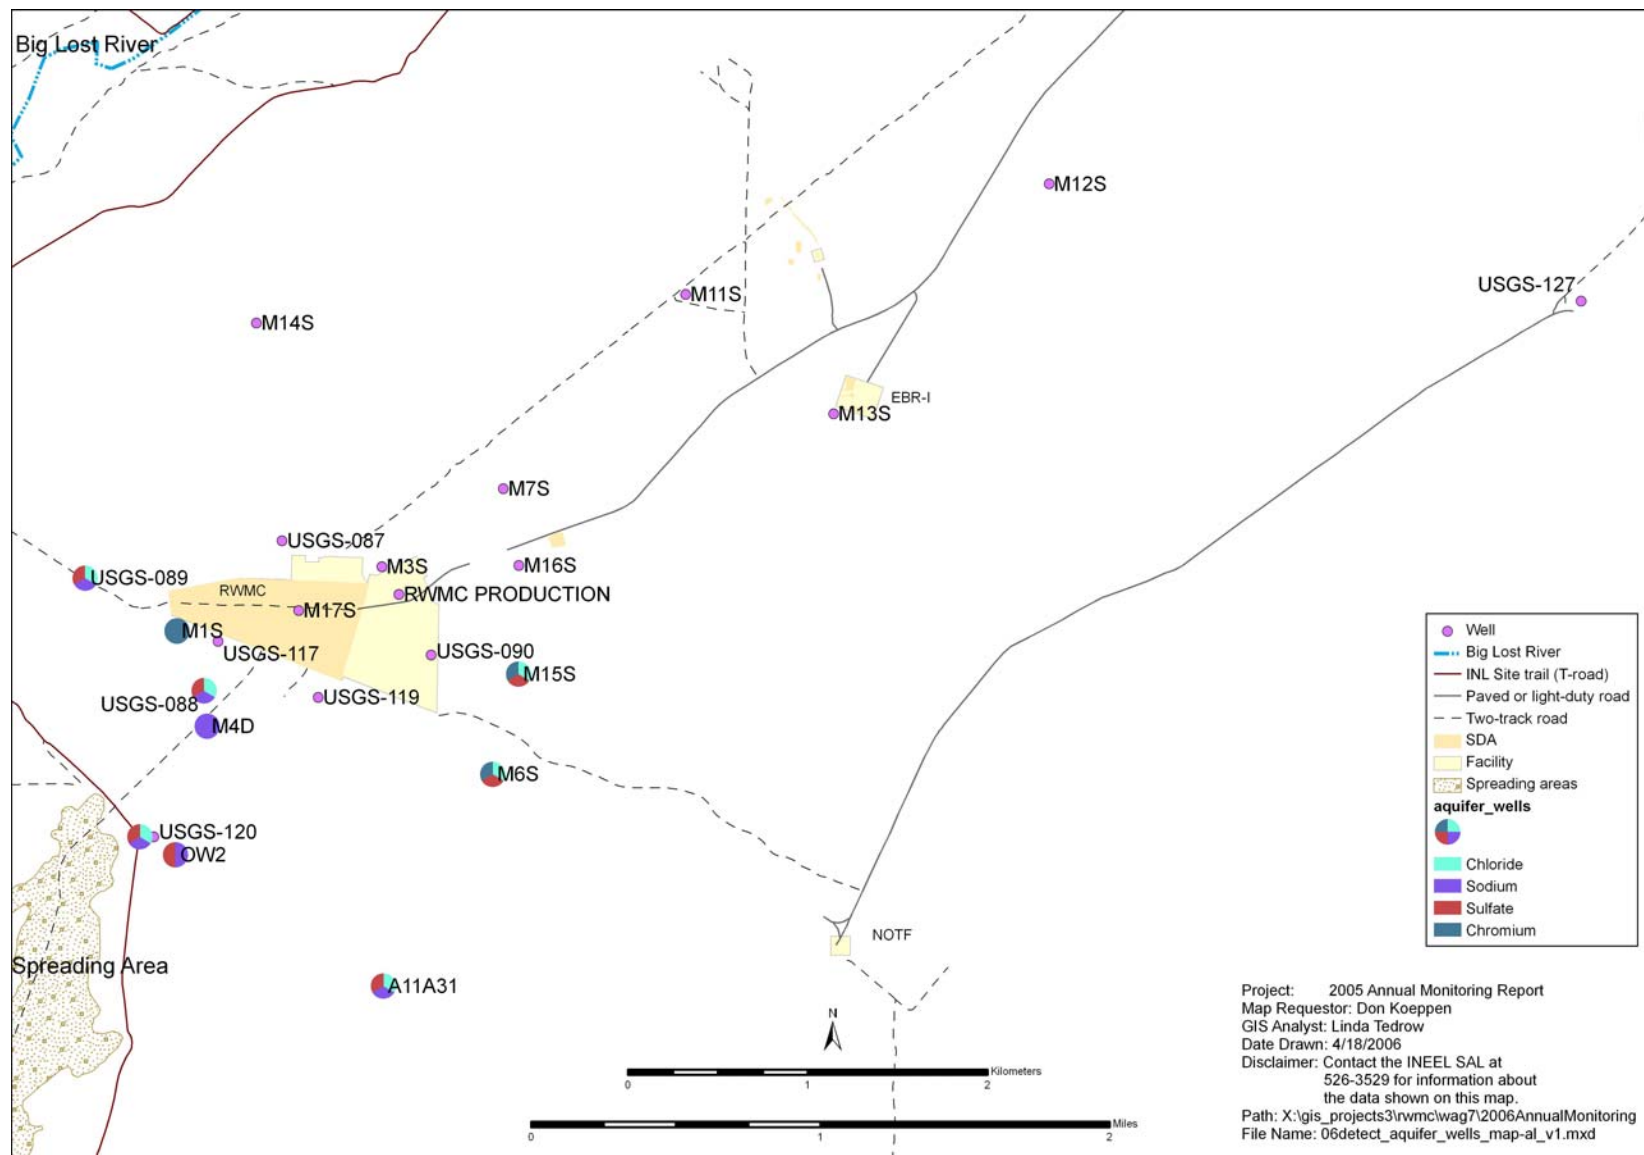 Big Lost River
M12S
USGS-127
M11S
M14S
EBR-I
M13S
M7S
USGS-087
M3S
M16S
USGS-089
RWMC
RWMC PRODUCTION
M17S
M1S
USGS-117
USGS-090
M15S
USGS-088
USGS-119
M4D
M6S
USGS-120
OW2
NOTF
Spreading Area
A11A31
N
Kilometers
0 1 2
Miles
0 1 2
Well
Big Lost River
INL Site trail (T-road)
Paved or light-duty road
Two-track road
SDA
Facility
Spreading areas
aquifer_wells
Chloride
Sodium
Sulfate
Chromium
Project: 2005 Annual Monitoring Report
Map Requestor: Don Koeppen
GIS Analyst: Linda Tedrow
Date Drawn: 4/18/2006
Disclaimer: Contact the INEEL SAL at
526-3529 for information about
the data shown on this map.
Path: X:\gis_projects3\rwmc\wag7\2006AnnualMonitoring
File Name: 06detect_aquifer_wells_map-al_v1.mxd